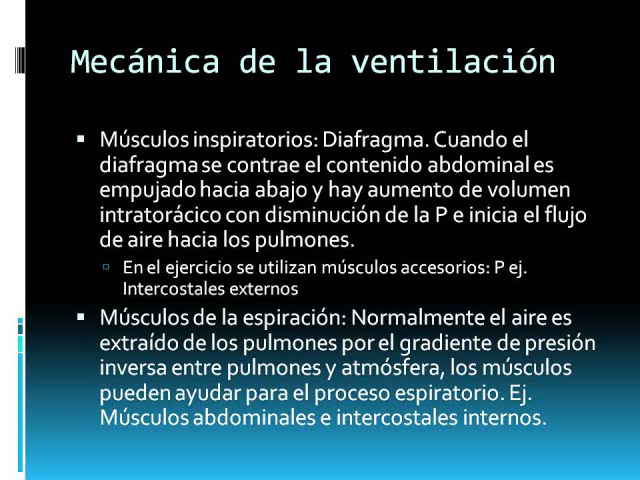 Mecánica de la ventilación
Músculos inspiratorios: Diafragma. Cuando el
diafragma se contrae el contenido abdominal es
empujado hacia abajo y hay aumento de volumen
intratorácico con disminución de la P e inicia el flujo
de aire hacia los pulmones.
En el ejercicio se utilizan músculos accesorios: P ej.
Intercostales externos
Músculos de la espiración: Normalmente el aire es
extraído de los pulmones por el gradiente de presión
inversa entre pulmones y atmósfera, los músculos
pueden ayudar para el proceso espiratorio. Ej.
Músculos abdominales e intercostales internos.